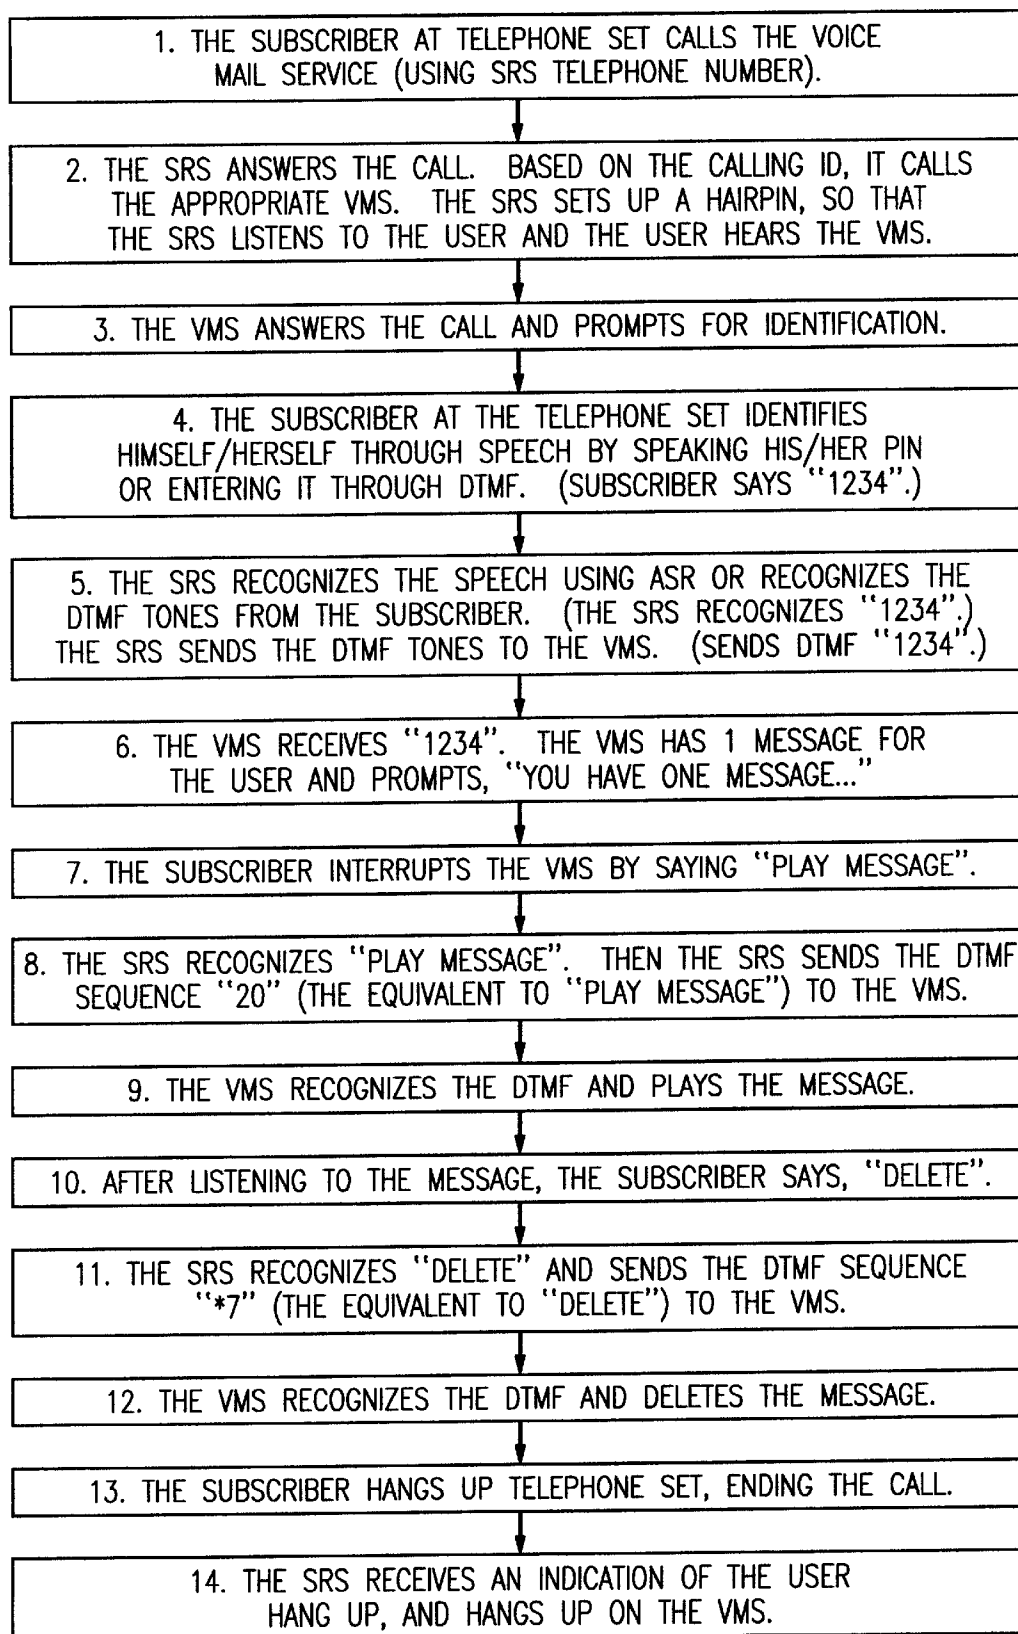 1. THE SUBSCRIBER AT TELEPHONE SET CALLS THE VOICE
MAIL SERVICE (USING SRS TELEPHONE NUMBER).
2. THE SRS ANSWERS THE CALL. BASED ON THE CALLING ID, IT CALLS
THE APPROPRIATE VMS. THE SRS SETS UP A HAIRPIN, SO THAT
THE SRS LISTENS TO THE USER AND THE USER HEARS THE VMS.
3. THE VMS ANSWERS THE CALL AND PROMPTS FOR IDENTIFICATION.
4. THE SUBSCRIBER AT THE TELEPHONE SET IDENTIFIES
HIMSELF/HERSELF THROUGH SPEECH BY SPEAKING HIS/HER PIN
OR ENTERING IT THROUGH DTMF. (SUBSCRIBER SAYS "1234".)
5. THE SRS RECOGNIZES THE SPEECH USING ASR OR RECOGNIZES THE
DTMF TONES FROM THE SUBSCRIBER. (THE SRS RECOGNIZES "1234".)
THE SRS SENDS THE DTMF TONES TO THE VMS. (SENDS DTMF "1234".)
6. THE VMS RECEIVES "1234". THE VMS HAS 1 MESSAGE FOR
THE USER AND PROMPTS, "YOU HAVE ONE MESSAGE..."
7. THE SUBSCRIBER INTERRUPTS THE VMS BY SAYING "PLAY MESSAGE".
8. THE SRS RECOGNIZES "PLAY MESSAGE". THEN THE SRS SENDS THE DTMF
SEQUENCE "20" (THE EQUIVALENT TO "PLAY MESSAGE") TO THE VMS.
9. THE VMS RECOGNIZES THE DTMF AND PLAYS THE MESSAGE.
10. AFTER LISTENING TO THE MESSAGE, THE SUBSCRIBER SAYS, "DELETE".
11. THE SRS RECOGNIZES "DELETE" AND SENDS THE DTMF SEQUENCE
"*7" (THE EQUIVALENT TO "DELETE") TO THE VMS.
12. THE VMS RECOGNIZES THE DTMF AND DELETES THE MESSAGE.
13. THE SUBSCRIBER HANGS UP TELEPHONE SET, ENDING THE CALL.
14. THE SRS RECEIVES AN INDICATION OF THE USER
HANG UP, AND HANGS UP ON THE VMS.